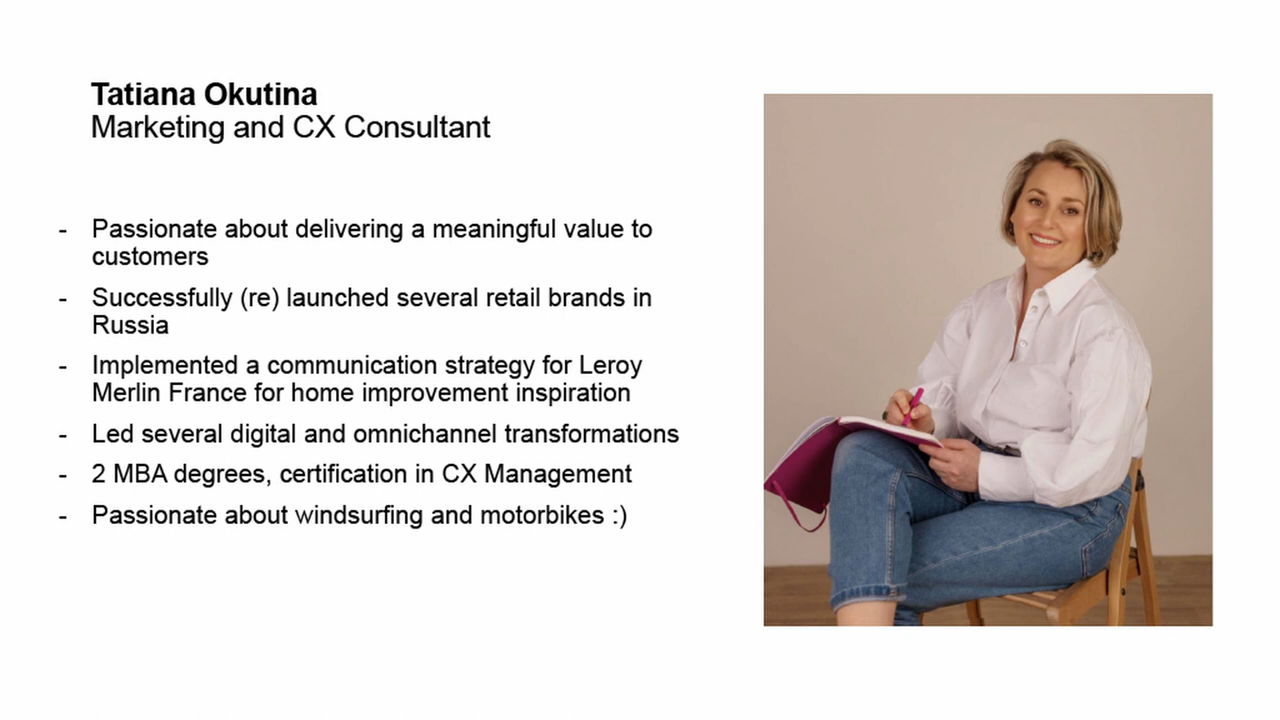 Tatiana Okutina
Marketing and CX Consultant
- Passionate about delivering a meaningful value to
customers
- Successfully (re) launched several retail brands in
Russia
- Implemented a communication strategy for Leroy
Merlin France for home improvement inspiration
- Led several digital and omnichannel transformations
- 2 MBA degrees, certification in CX Management
- Passionate about windsurfing and motorbikes :)